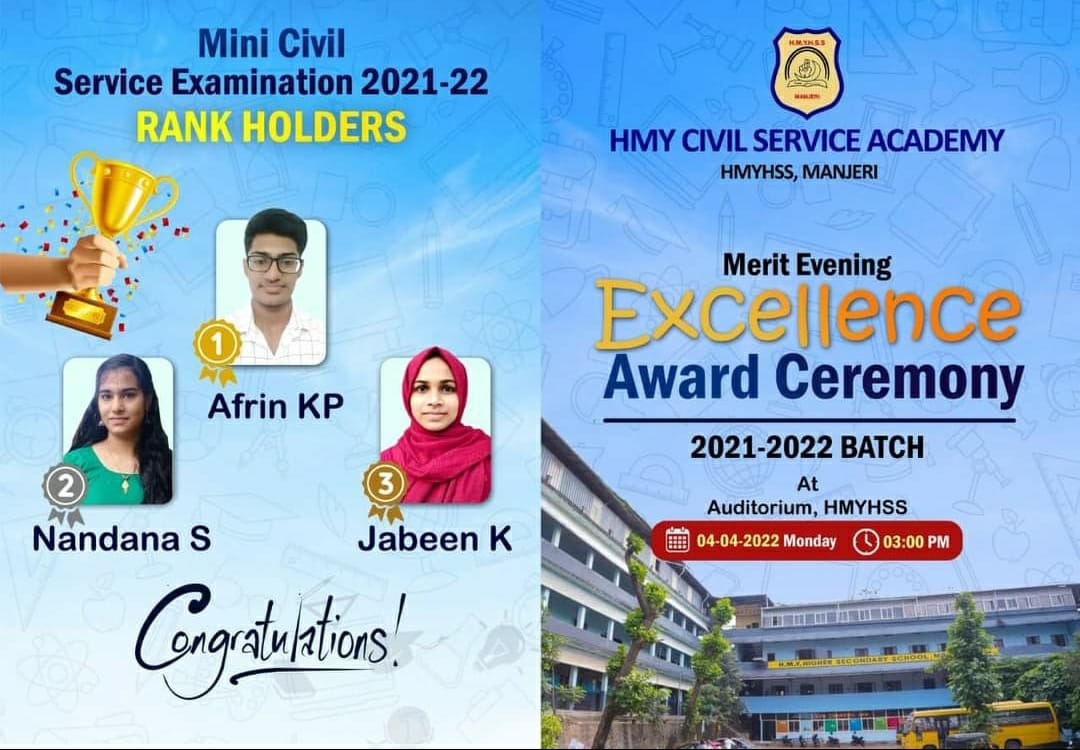 Mini Civil
Service Examination 2021-22
RANK HOLDERS
1
Afrin KP
2
Nandana S
3
Jabeen K
Congratulations!
H.M.Y.H.S.S
MANJERI
HMY CIVIL SERVICE ACADEMY
HMYHSS, MANJERI
Merit Evening
Excellence
Award Ceremony
2021-2022 BATCH
At
Auditorium, HMYHSS
04-04-2022 Monday 03:00 PM
H.M.Y. HIGHER SECONDARY SCHOOL